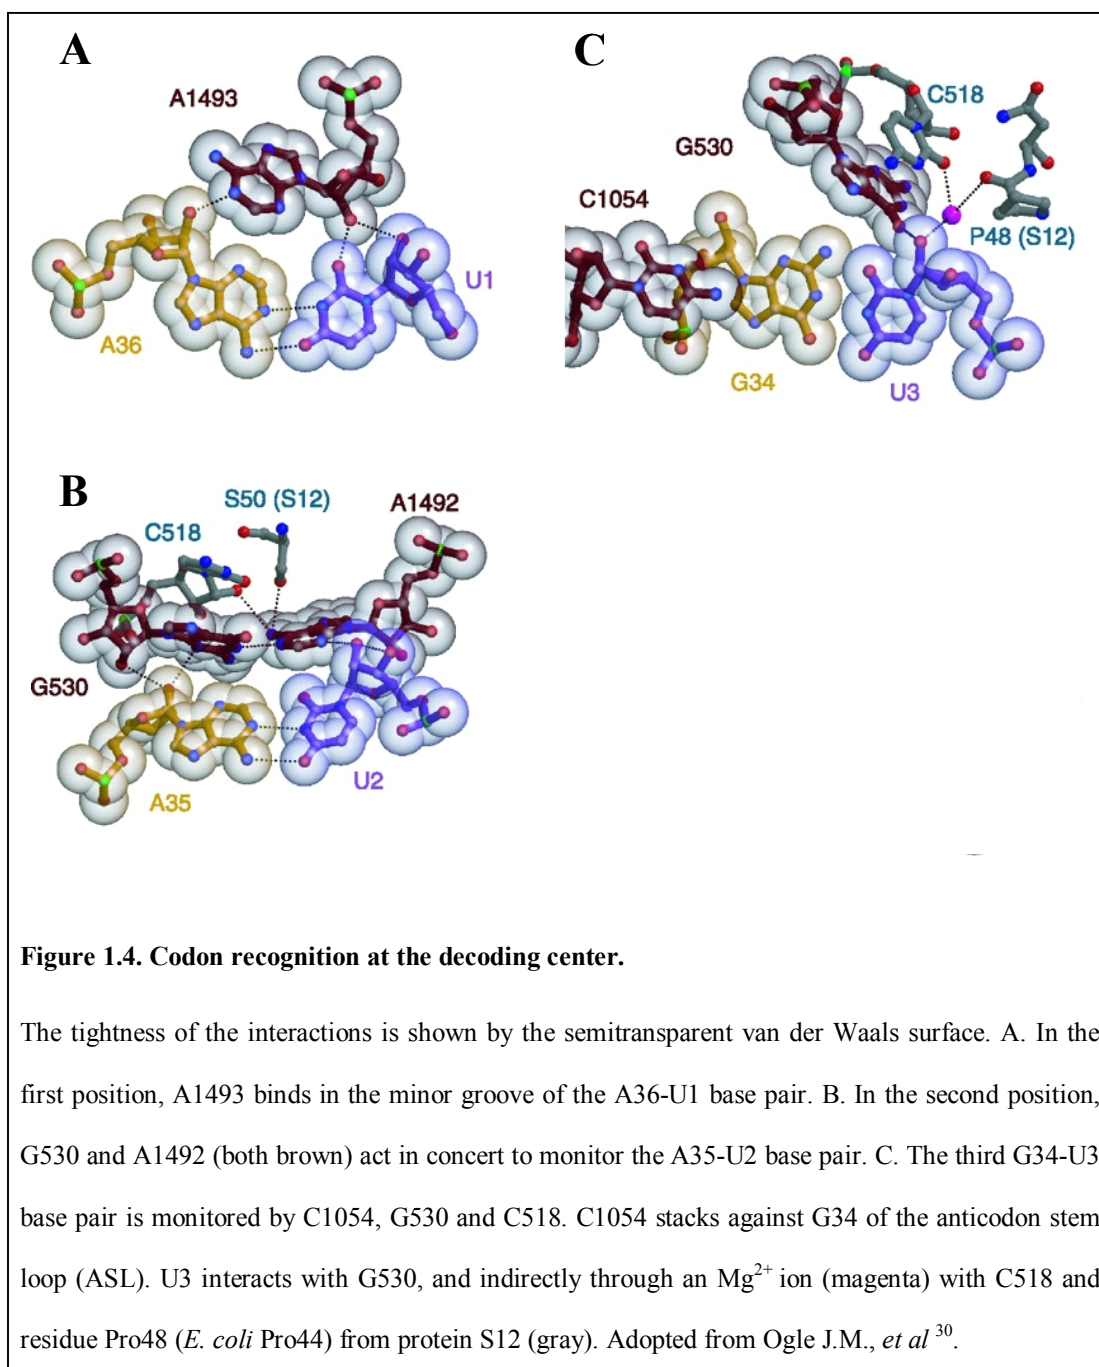 A
A1493
A36
U1
C
C518
G530
C1054
P48 (S12)
G34
U3
B
S50 (S12)
A1492
C518
G530
U2
A35
Figure 1.4. Codon recognition at the decoding center.
The tightness of the interactions is shown by the semitransparent van der Waals surface. A. In the
first position, A1493 binds in the minor groove of the A36-U1 base pair. B. In the second position,
G530 and A1492 (both brown) act in concert to monitor the A35-U2 base pair. C. The third G34-U3
base pair is monitored by C1054, G530 and C518. C1054 stacks against G34 of the anticodon stem
loop (ASL). U3 interacts with G530, and indirectly through an Mg2+ ion (magenta) with C518 and
residue Pro48 (E. coli Pro44) from protein S12 (gray). Adopted from Ogle J.M., et al 30.